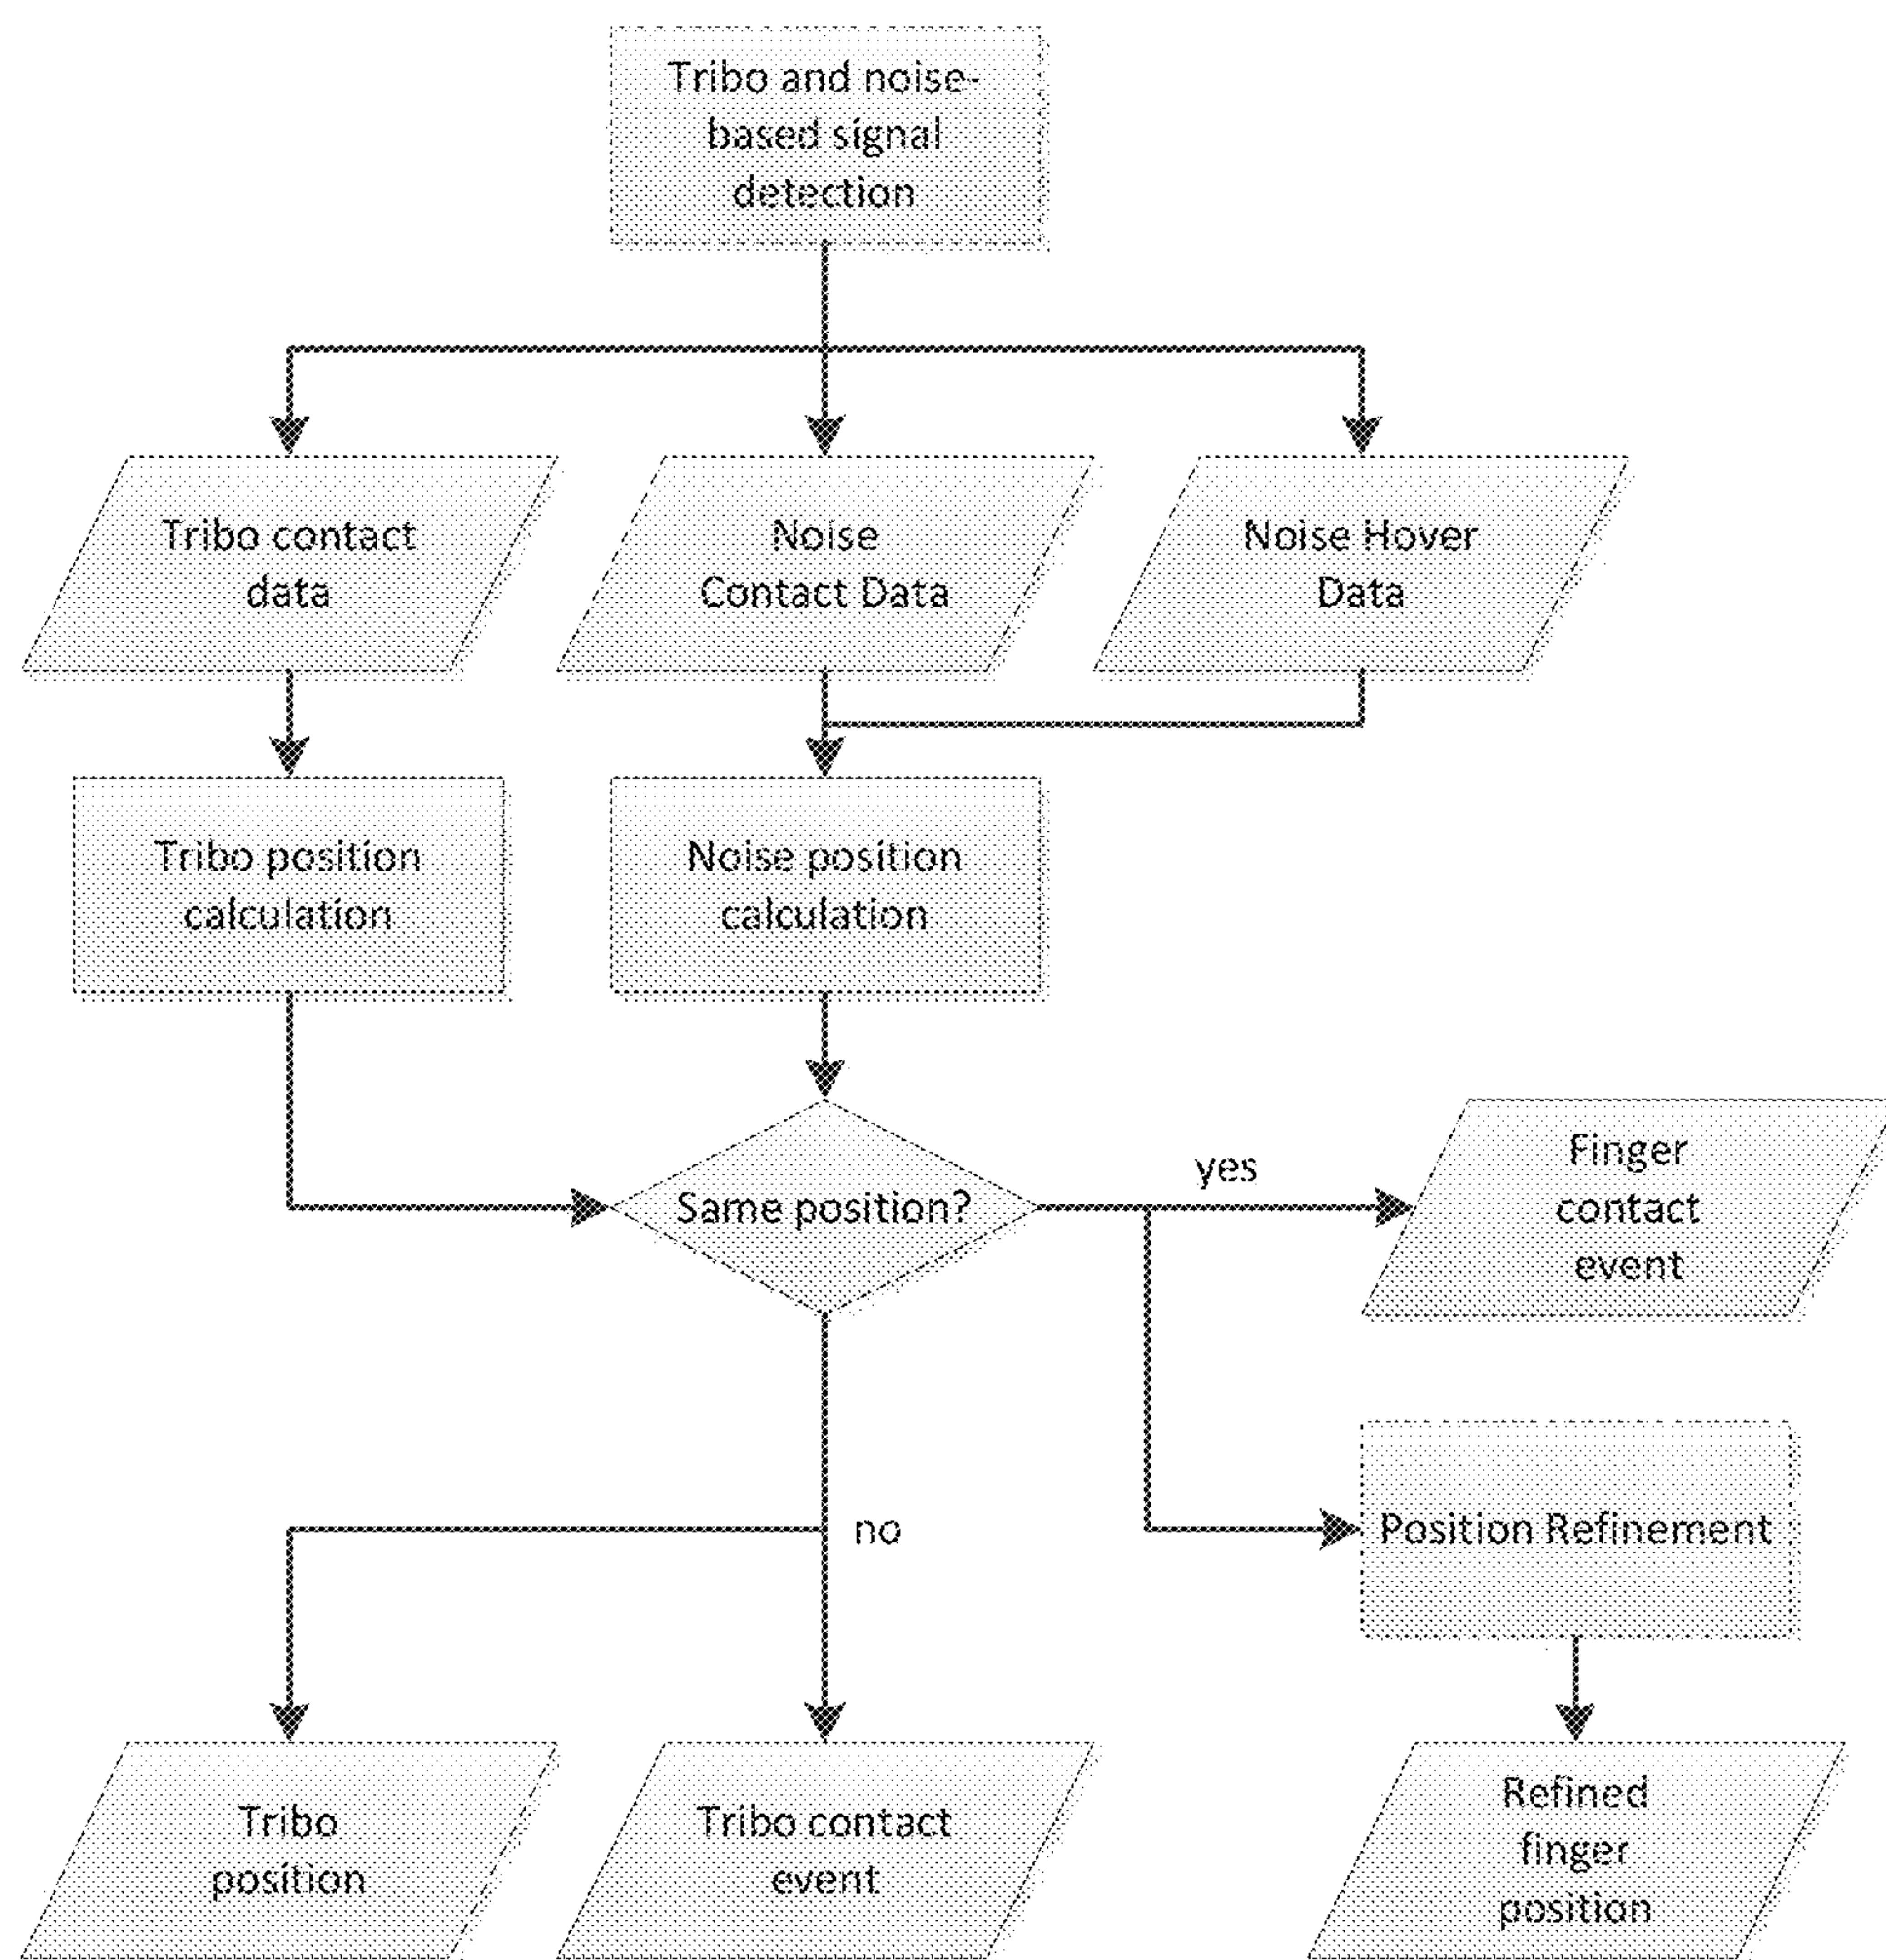 Tribo and noise-
based signal
detection
Tribo contact
data
Noise
Contact Data
Noise Hover
Data
Tribo position
calculation
Noise position
calculation
Same position?
yes
Finger
contact
event
no
Position Refinement
Tribo
position
Tribo contact
event
Refined
finger
position